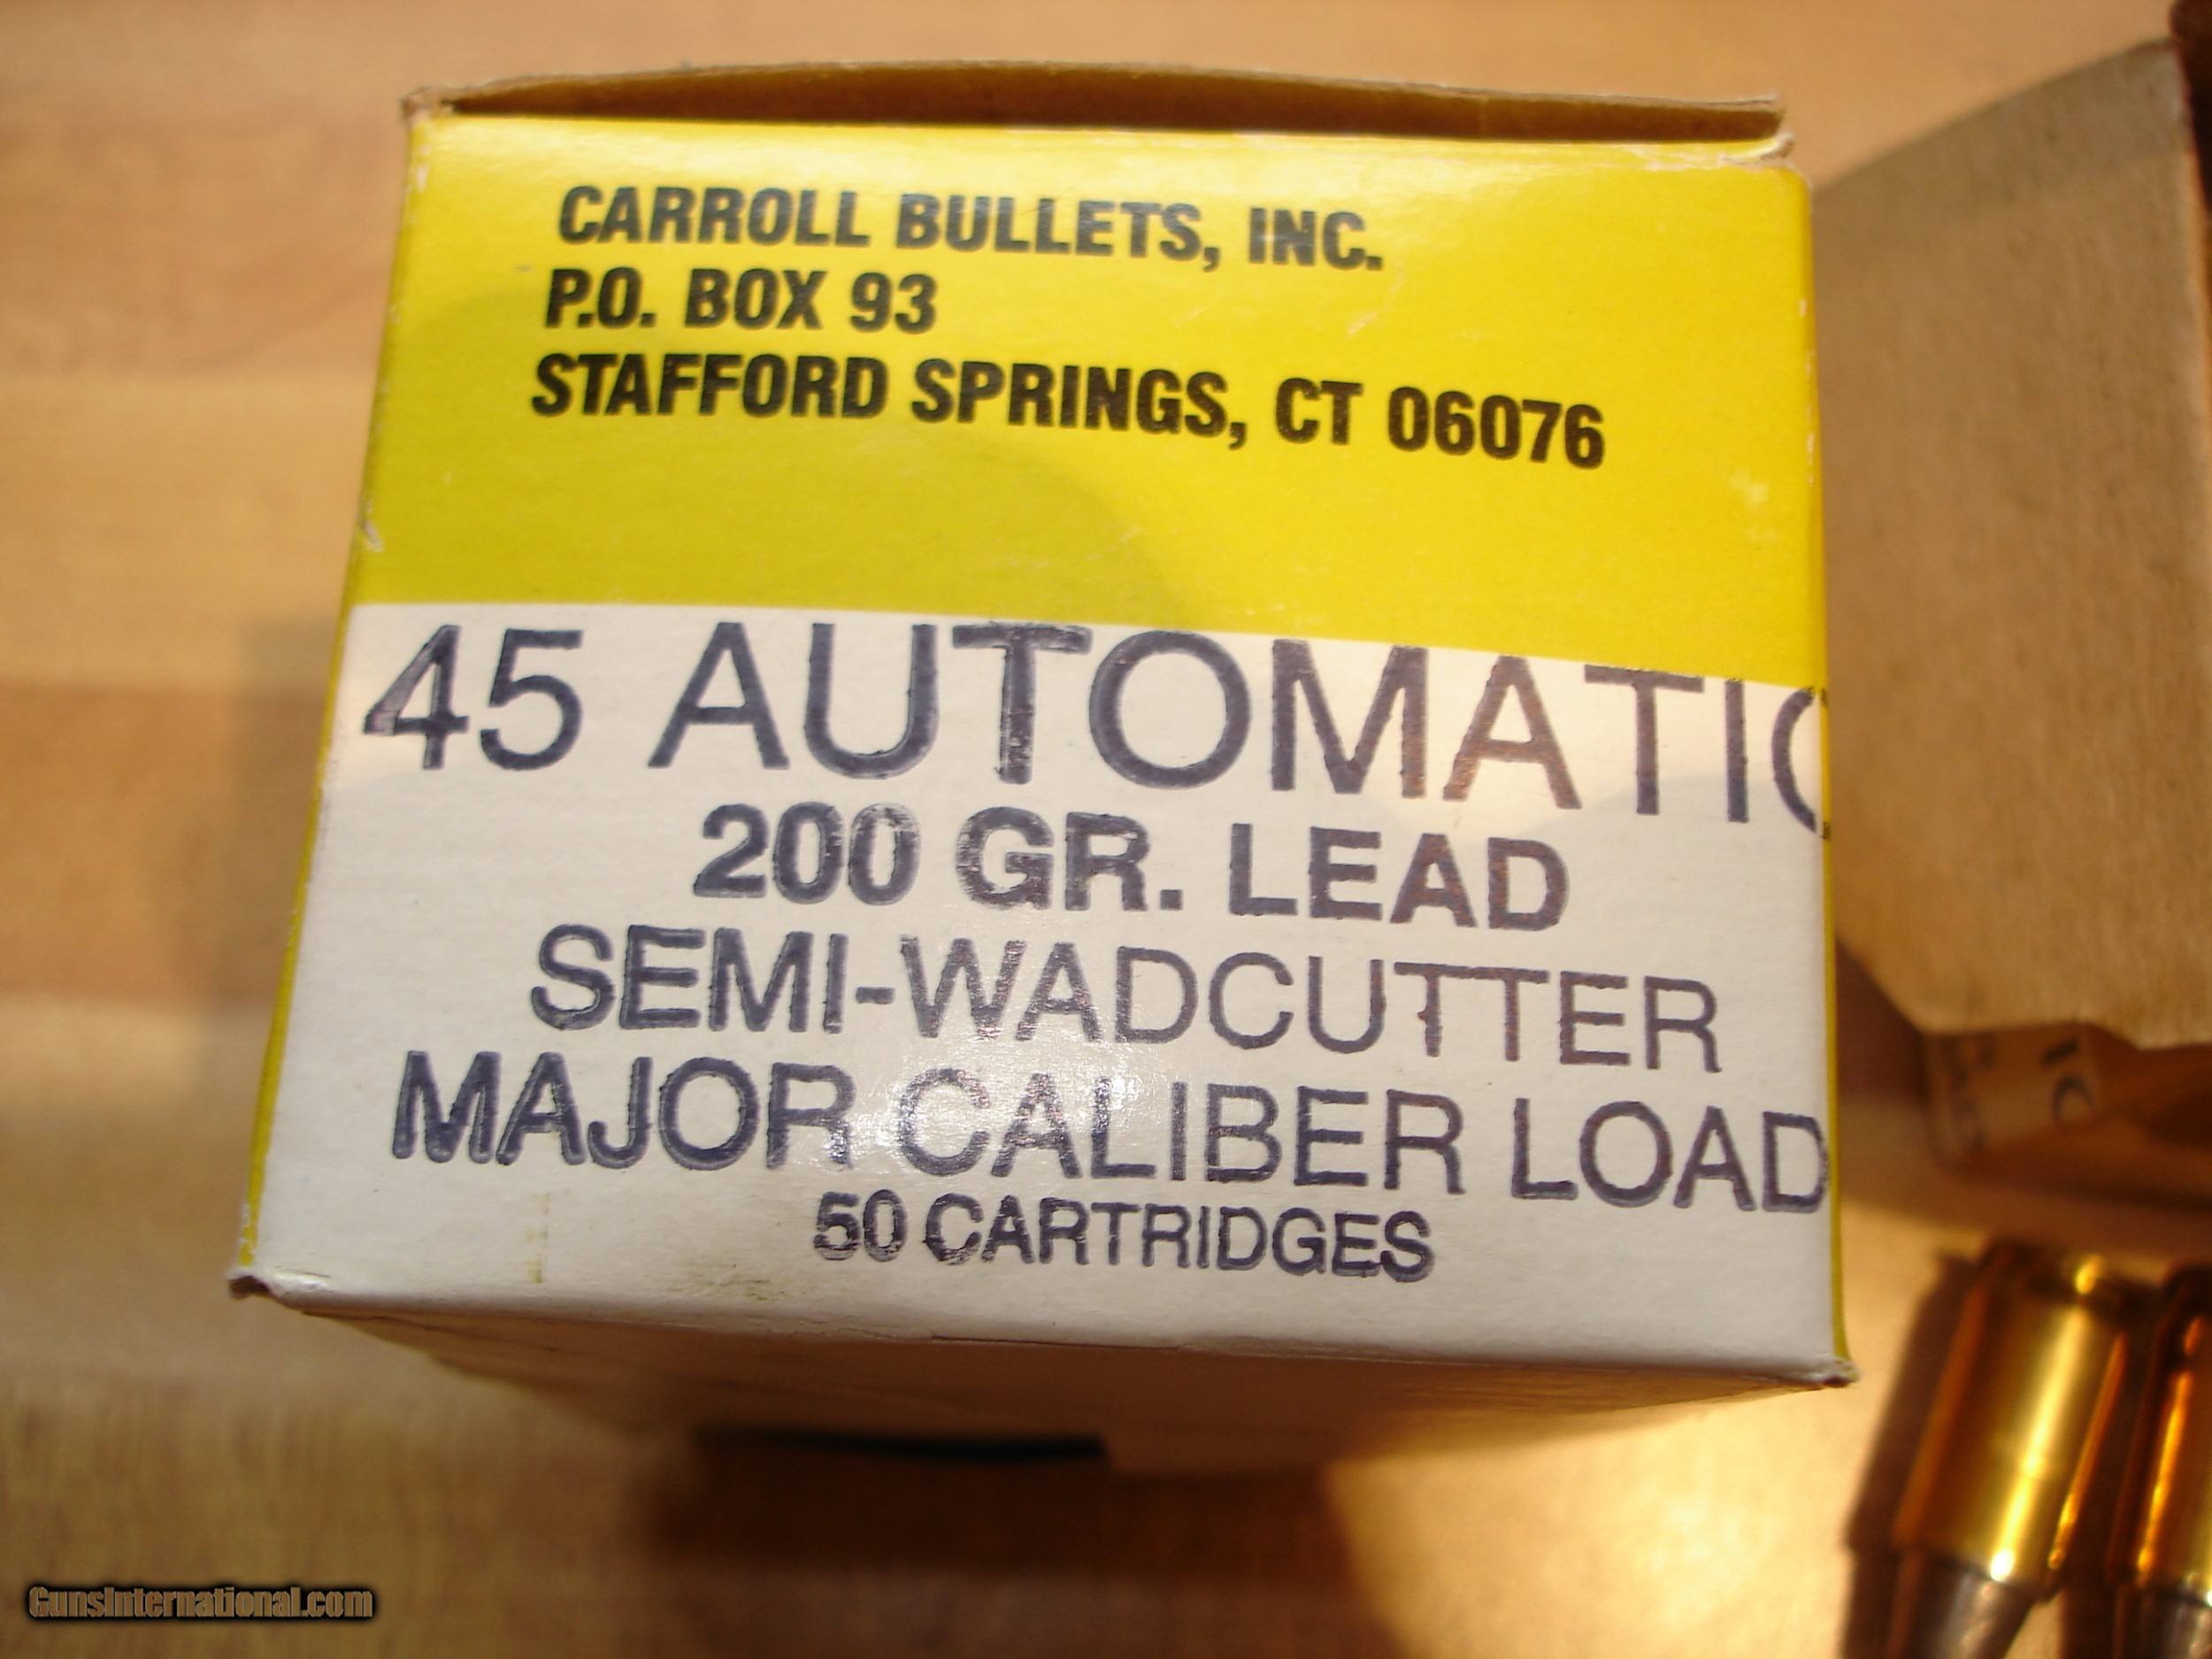 CARROLL BULLETS, INC.
P.O. BOX 93
STAFFORD SPRINGS, CT 06076
45 AUTOMATIC
200 GR. LEAD
SEMI-WADCUTTER
MAJOR CALIBER LOAD
50 CARTRIDGES
GunsInternational.com